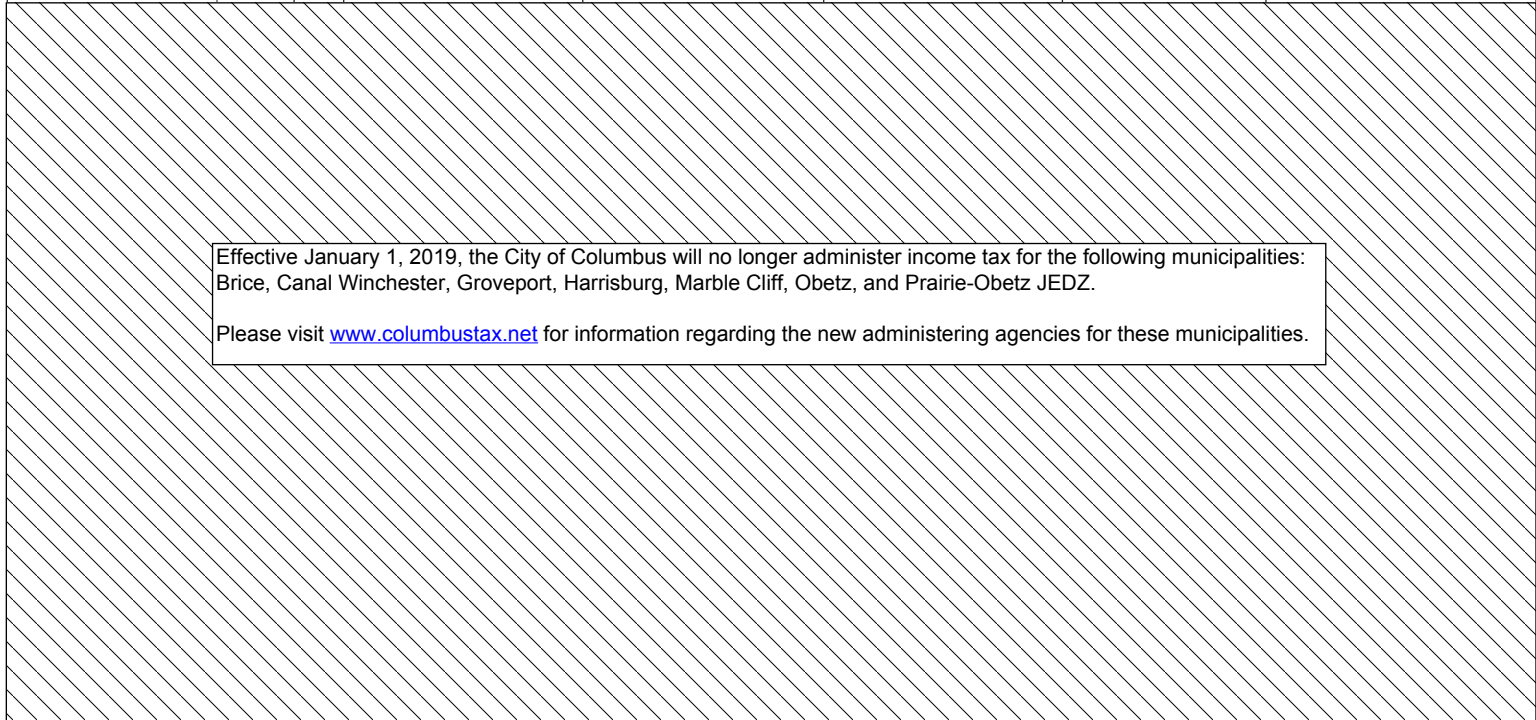 Effective January 1, 2019, the City of Columbus will no longer administer income tax for the following municipalities:
Brice, Canal Winchester, Groveport, Harrisburg, Marble Cliff, Obetz, and Prairie-Obetz JEDZ.
Please visit www.columbustax.net for information regarding the new administering agencies for these municipalities.